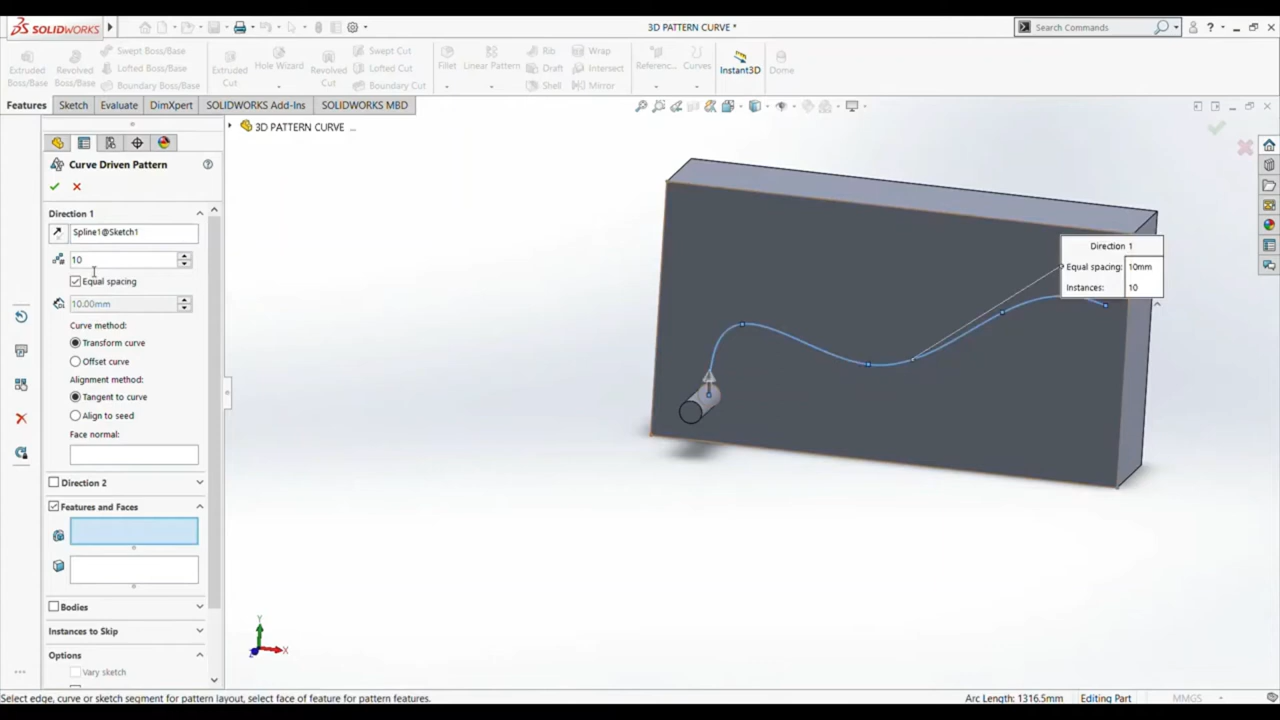 SOLIDWORKS
3D PATTERN CURVE *
Search Commands
?
Extruded Boss/Base
Revolved Boss/Base
Swept Boss/Base
Lofted Boss/Base
Boundary Boss/Base
Extruded Cut
Hole Wizard
Revolved Cut
Swept Cut
Lofted Cut
Boundary Cut
Fillet
Linear Pattern
Rib
Draft
Shell
Wrap
Intersect
Mirror
Referenc...
Curves
Instant3D
Dome
Features
Sketch
Evaluate
DimXpert
SOLIDWORKS Add-Ins
SOLIDWORKS MBD
3D PATTERN CURVE ...
Curve Driven Pattern
?
Direction 1
Spline1@Sketch1
10
Equal spacing
10.00mm
Curve method:
Transform curve
Offset curve
Alignment method:
Tangent to curve
Align to seed
Face normal:
Direction 2
Features and Faces
Bodies
Instances to Skip
Options
Vary sketch
Direction 1
Equal spacing: 10mm
Instances: 10
Y
X
Z
Select edge, curve or sketch segment for pattern layout, select face of feature for pattern features.
Arc Length: 1316.5mm
Editing Part
MMGS